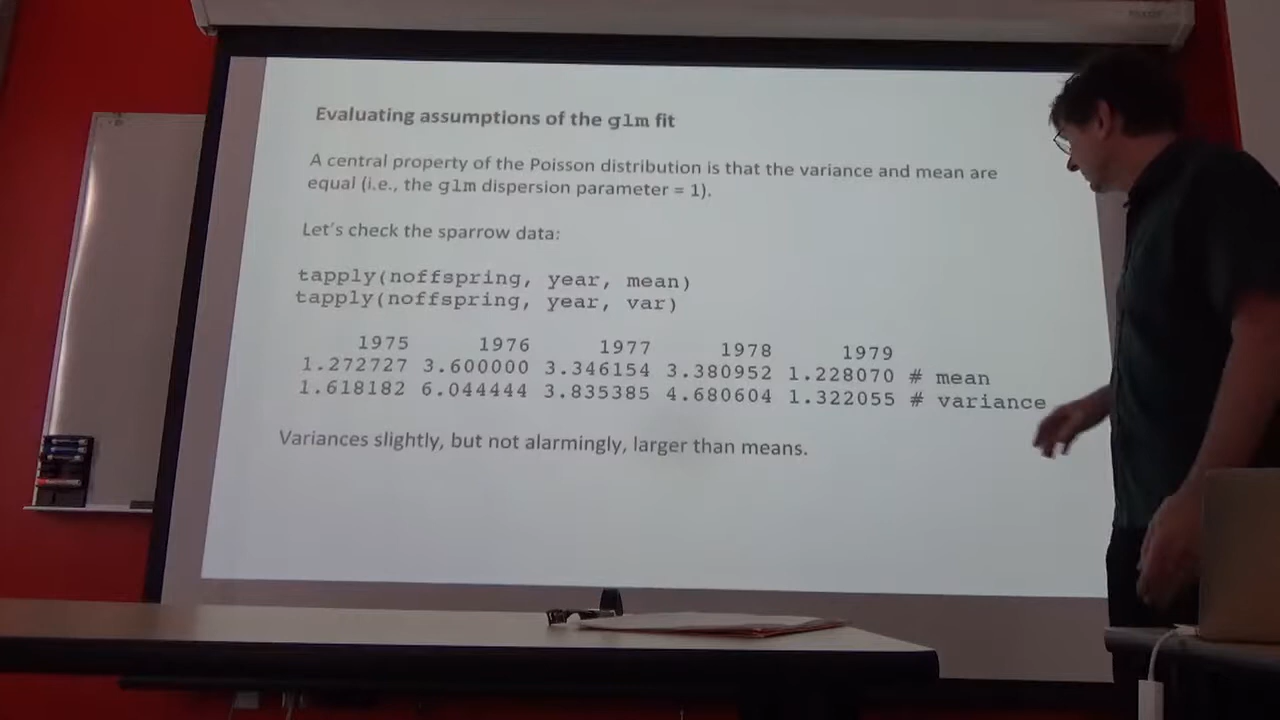 Evaluating assumptions of the glm fit
A central property of the Poisson distribution is that the variance and mean are
equal (i.e., the glm dispersion parameter = 1).
Let's check the sparrow data:
tapply(noffspring, year, mean)
tapply(noffspring, year, var)
1975 1976 1977 1978 1979
1.272727 3.600000 3.346154 3.380952 1.228070 # mean
1.618182 6.044444 3.835385 4.680604 1.322055 # variance
Variances slightly, but not alarmingly, larger than means.